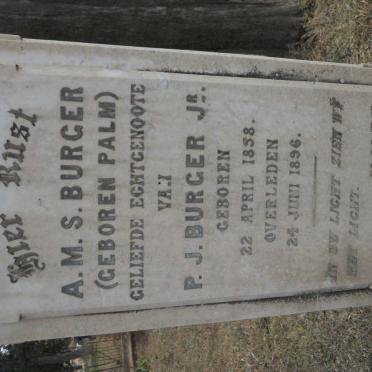 Hier Rust
A.M.S. BURGER
(GEBOREN PALM)
GELIEFDE ECHTGENOOTE
VAN
P.J. BURGER JR.
GEBOREN
22 APRIL 1858.
OVERLEDEN
24 JUNI 1896.
IN UW LICHT ZIEN WY
HET LICHT.